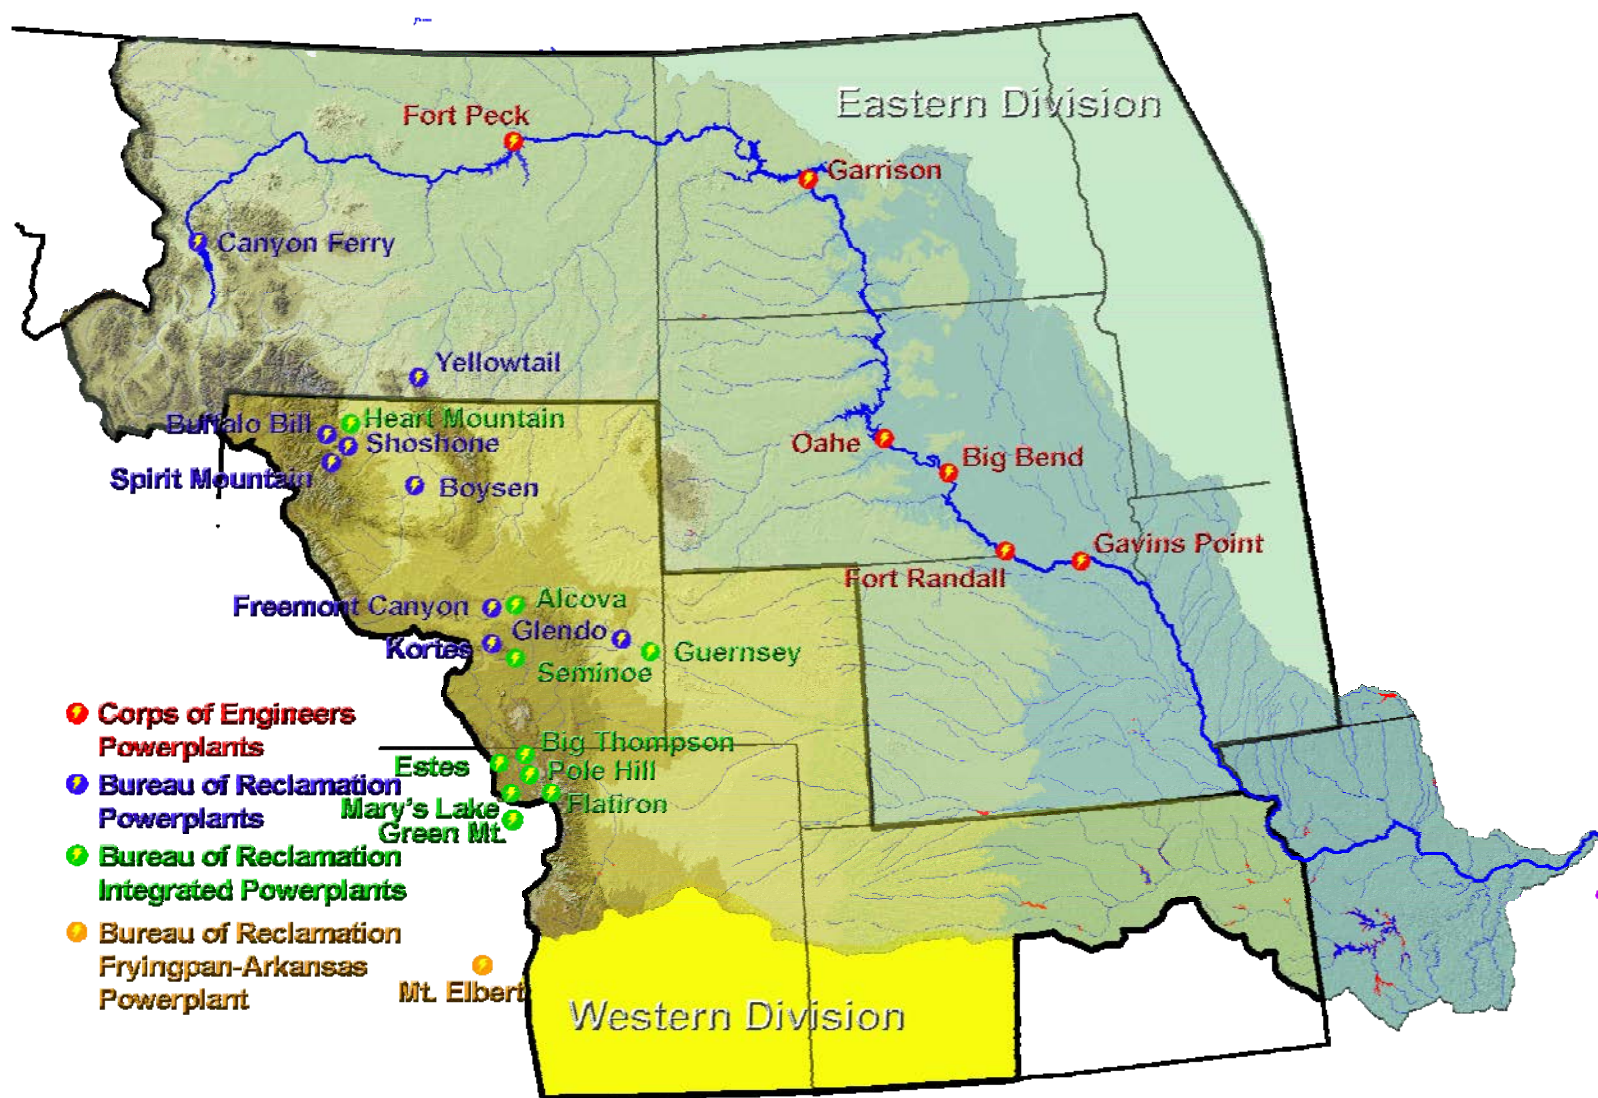 Eastern Division
Fort Peck
Garrison
Canyon Ferry
Yellowtail
Heart Mountain
Buffalo Bill
Shoshone
Oahe
Big Bend
Spirit Mountain
Boysen
Gavins Point
Fort Randall
Freemont Canyon
Alcova
Glendo
Kortes
Guernsey
Seminoe
Corps of Engineers
Powerplants
Bureau of Reclamation
Powerplants
Bureau of Reclamation
Integrated Powerplants
Bureau of Reclamation
Fryingpan-Arkansas
Powerplant
Big Thompson
Estes
Pole Hill
Mary's Lake
Flatiron
Green Mt.
Mt. Elbert
Western Division